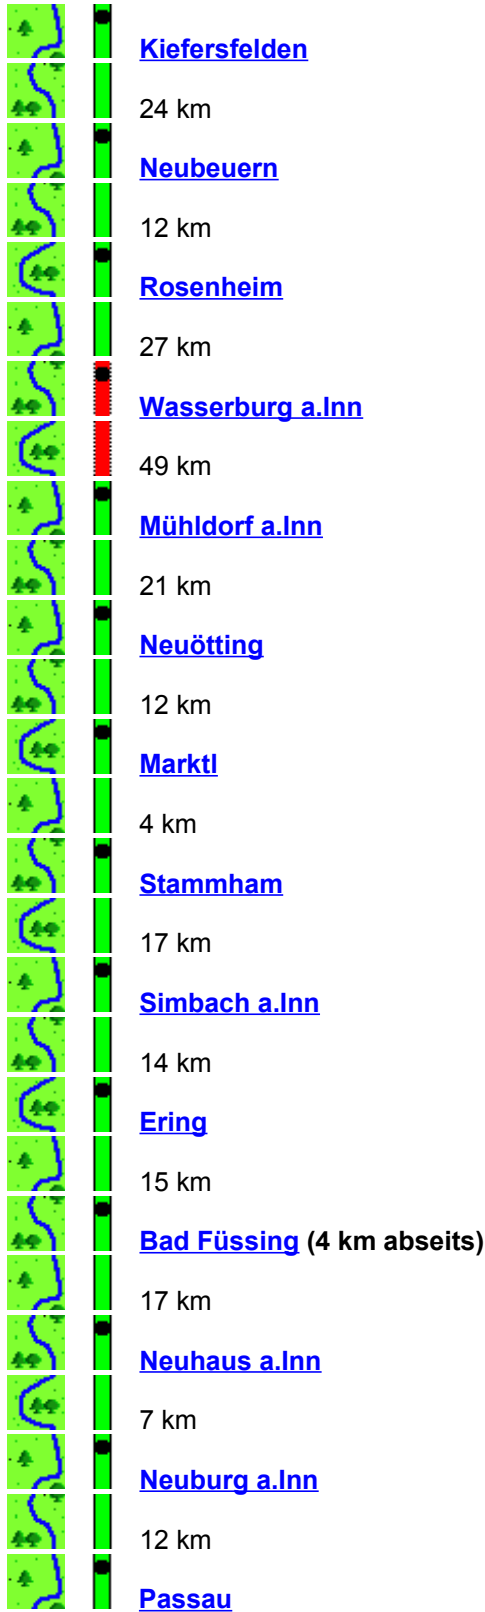 Kiefersfelden
24 km
Neubeuern
12 km
Rosenheim
27 km
Wasserburg a.Inn
49 km
Mühldorf a.Inn
21 km
Neuötting
12 km
Marktl
4 km
Stammham
17 km
Simbach a.Inn
14 km
Ering
15 km
Bad Füssing (4 km abseits)
17 km
Neuhaus a.Inn
7 km
Neuburg a.Inn
12 km
Passau